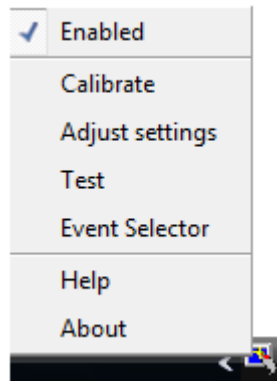 Enabled
Calibrate
Adjust settings
Test
Event Selector
Help
About